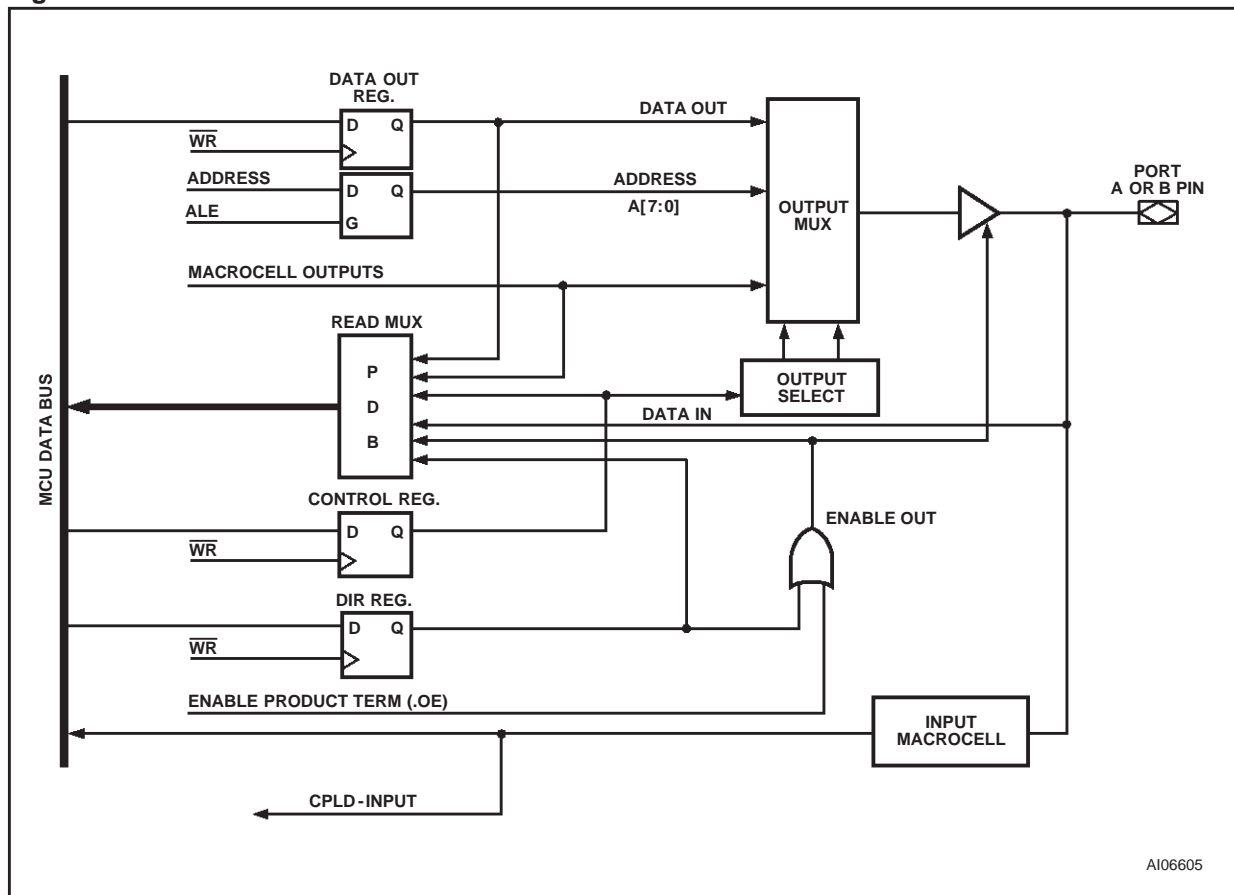 DATA OUT
REG.
D Q
WR
DATA OUT
ADDRESS
D Q
ALE
G
ADDRESS
A[7:0]
OUTPUT
MUX
PORT
A OR B PIN
MACROCELL OUTPUTS
READ MUX
P
D
B
OUTPUT
SELECT
DATA IN
MCU DATA BUS
CONTROL REG.
D Q
WR
ENABLE OUT
DIR REG.
D Q
WR
ENABLE PRODUCT TERM (.OE)
INPUT
MACROCELL
CPLD-INPUT
AI06605